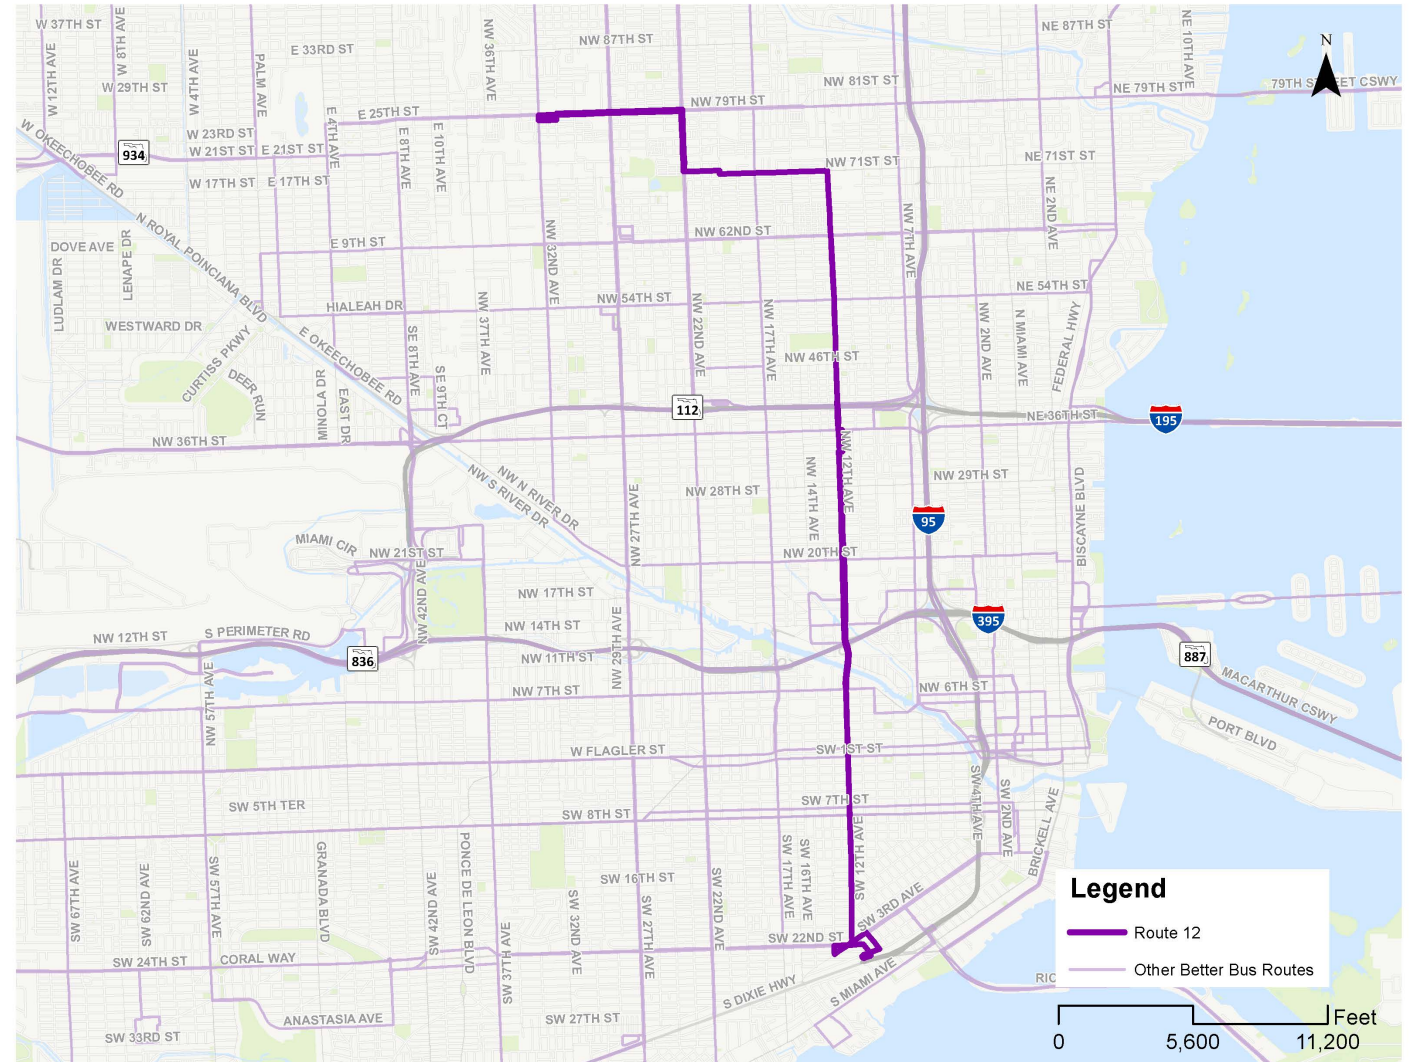 W 37TH ST
W 12TH AVE
W 8TH AVE
W 29TH ST
W 4TH AVE
PALM AVE
E 33RD ST
NW 36TH AVE
NW 87TH ST
NE 87TH ST
NE 10TH AVE
N
NW 81ST ST
NW 79TH ST
NE 79TH ST
79TH STREET CSWY
E 25TH ST
E 4TH AVE
E 8TH AVE
E 10TH AVE
W OKEECHOBEE RD
934
W 23RD ST
W 21ST ST
E 21ST ST
W 17TH ST
E 17TH ST
NW 71ST ST
NE 71ST ST
NE 2ND AVE
N ROYAL POINCIANA BLVD
DOVE AVE
LENAPE DR
LUDLAM DR
E 9TH ST
NW 32ND AVE
NW 62ND ST
NW 7TH AVE
NE 54TH ST
HIALEAH DR
NW 54TH ST
NW 37TH AVE
NW 22ND AVE
NW 17TH AVE
NW 2ND AVE
N MIAMI AVE
FEDERAL HWY
WESTWARD DR
CURTISS PKWY
DEER RUN
E OKEECHOBEE RD
SE 8TH AVE
SE 9TH CT
MINOLA DR
EAST DR
NW 46TH ST
112
NE 36TH ST
195
NW 36TH ST
NW 12TH AVE
NW 14TH AVE
NW N RIVER DR
NW S RIVER DR
NW 28TH ST
NW 29TH ST
NW 27TH AVE
BISCAYNE BLVD
95
MIAMI CIR
NW 21ST ST
NW 20TH ST
NW 42ND AVE
NW 17TH ST
NW 14TH ST
NW 29TH AVE
395
NW 12TH ST
S PERIMETER RD
836
NW 11TH ST
887
NW 57TH AVE
NW 7TH ST
NW 6TH ST
MACARTHUR CSWY
PORT BLVD
W FLAGLER ST
SW 1ST ST
SW 5TH TER
SW 8TH ST
SW 7TH ST
SW 4TH AVE
SW 2ND AVE
BRICKELL AVE
SW 67TH AVE
SW 62ND AVE
SW 57TH AVE
GRANADA BLVD
SW 42ND AVE
PONCE DE LEON BLVD
SW 37TH AVE
SW 32ND AVE
SW 16TH ST
SW 27TH AVE
SW 22ND AVE
SW 17TH AVE
SW 16TH AVE
SW 12TH AVE
SW 3RD AVE
SW 22ND ST
SW 24TH ST
CORAL WAY
S DIXIE HWY
S MIAMI AVE
RIC
ANASTASIA AVE
SW 27TH ST
SW 33RD ST
Legend
Route 12
Other Better Bus Routes
Feet
0
5,600
11,200